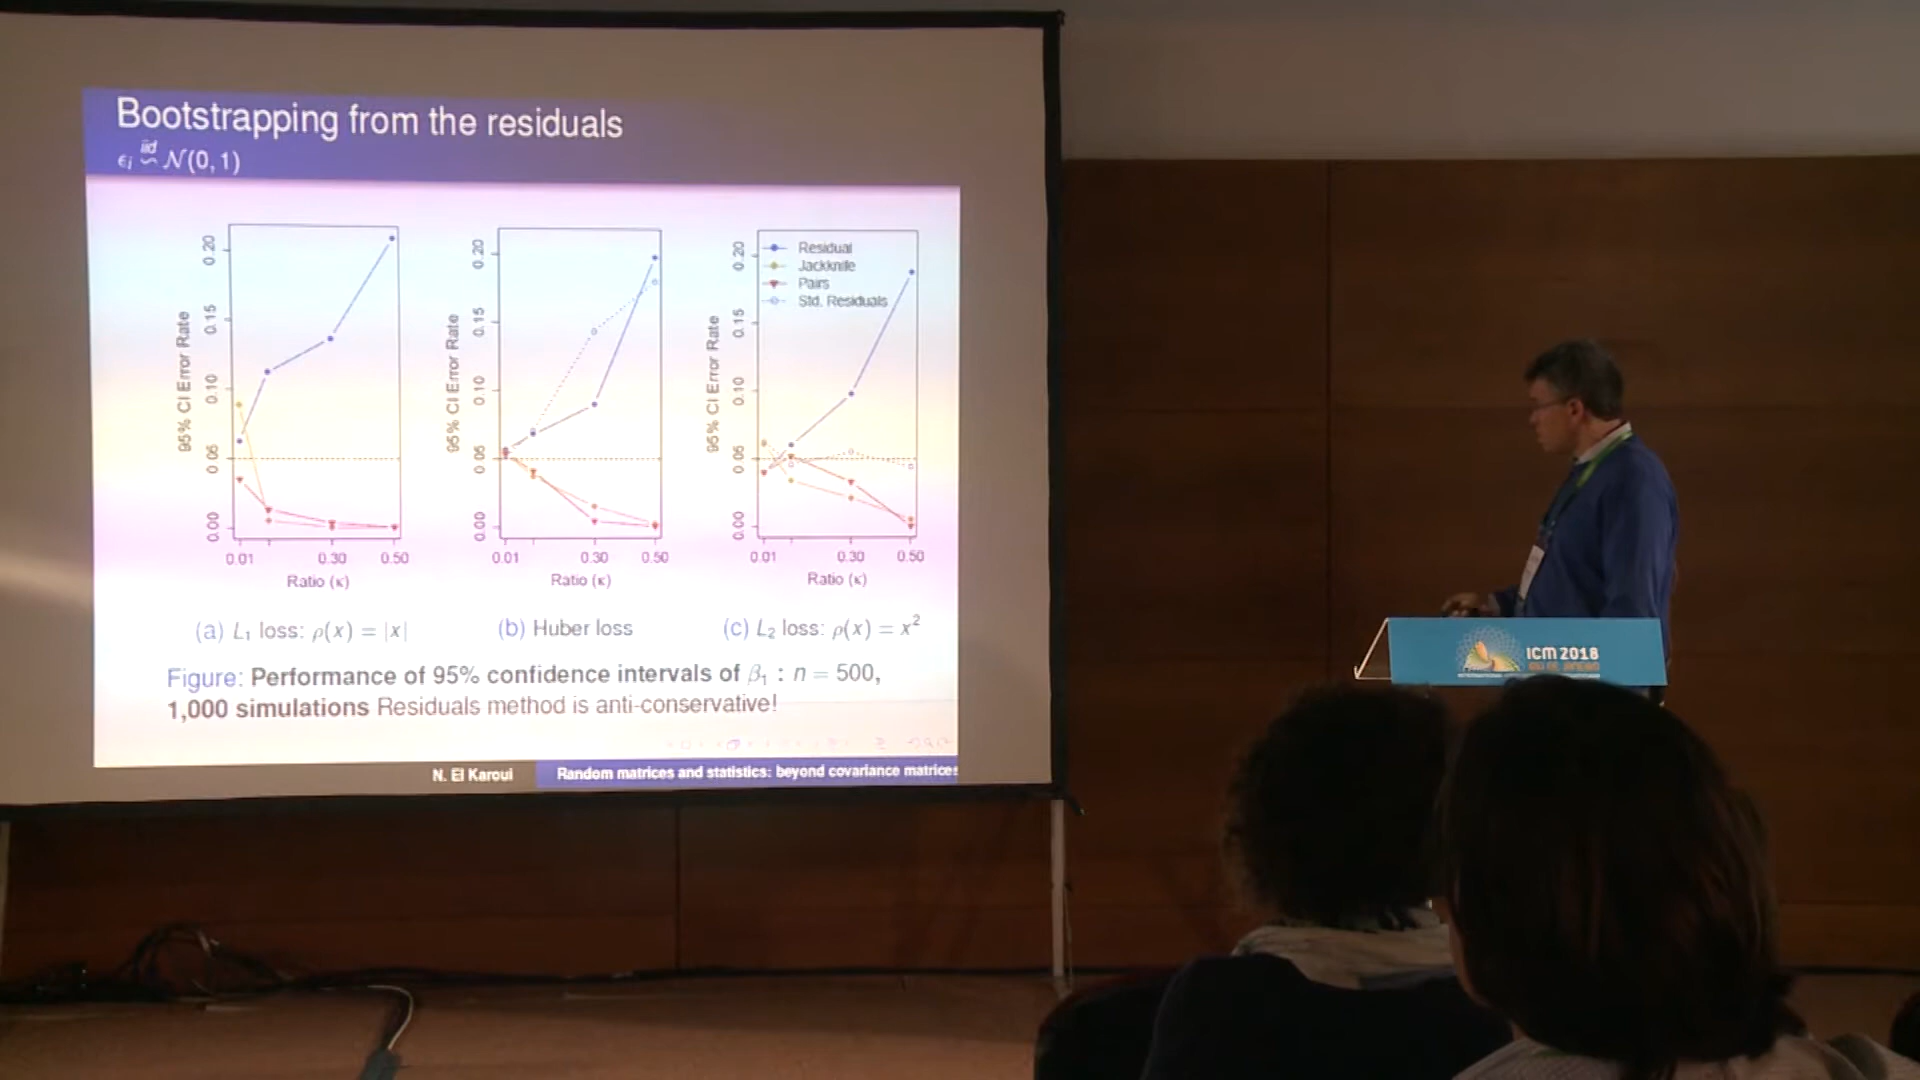 Bootstrapping from the residuals
ϵᵢ iid ~ N(0, 1)
95% CI Error Rate
0.00 0.05 0.10 0.15 0.20
0.01 0.30 0.50
Ratio (κ)
95% CI Error Rate
0.00 0.05 0.10 0.15 0.20
0.01 0.30 0.50
Ratio (κ)
95% CI Error Rate
0.00 0.05 0.10 0.15 0.20
Residual
Jackknife
Pairs
Std. Residuals
0.01 0.30 0.50
Ratio (κ)
(a) L₁ loss: ρ(x) = |x|
(b) Huber loss
(c) L₂ loss: ρ(x) = x²
Figure: Performance of 95% confidence intervals of β₁ : n = 500,
1,000 simulations Residuals method is anti-conservative!
N. El Karoui
Random matrices and statistics: beyond covariance matrices
ICM 2018
RIO DE JANEIRO